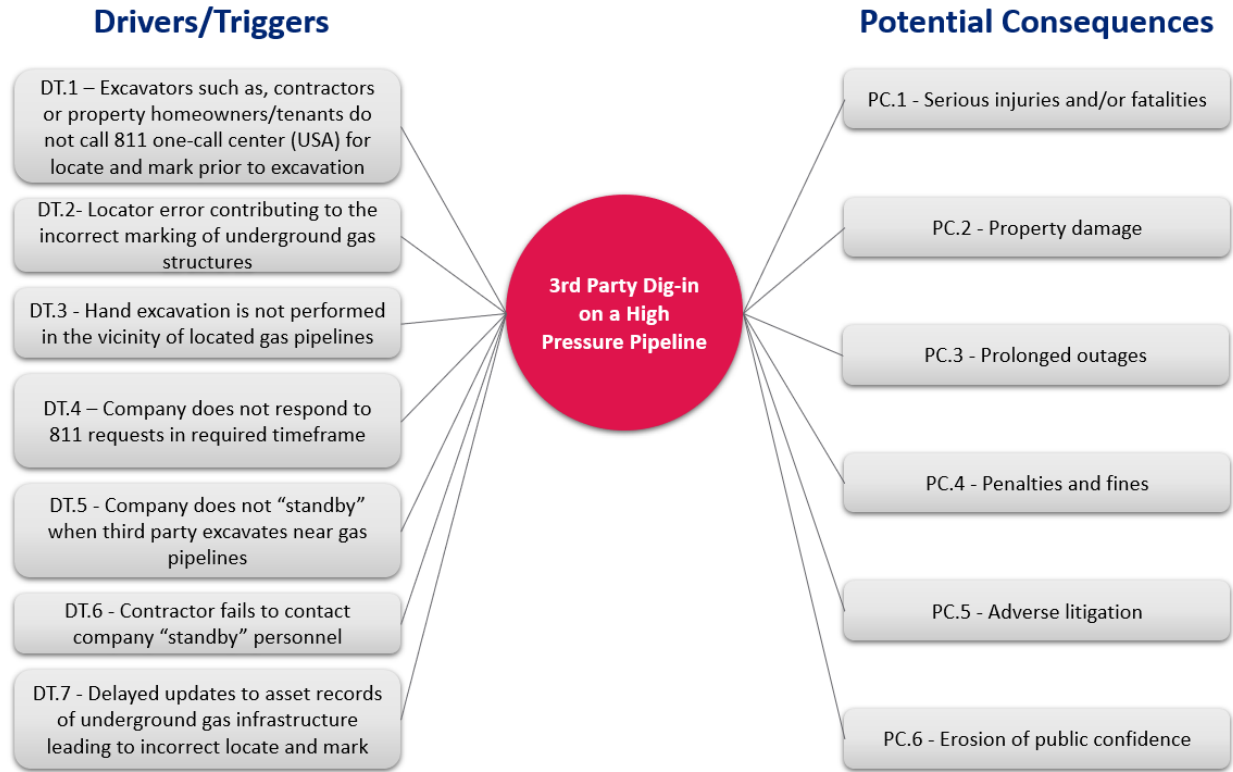 Drivers/Triggers
DT.1 – Excavators such as, contractors
or property homeowners/tenants do
not call 811 one-call center (USA) for
locate and mark prior to excavation
DT.2- Locator error contributing to the
incorrect marking of underground gas
structures
DT.3 - Hand excavation is not performed
in the vicinity of located gas pipelines
DT.4 – Company does not respond to
811 requests in required timeframe
DT.5 - Company does not “standby”
when third party excavates near gas
pipelines
DT.6 - Contractor fails to contact
company “standby” personnel
DT.7 - Delayed updates to asset records
of underground gas infrastructure
leading to incorrect locate and mark
3rd Party Dig-in
on a High
Pressure Pipeline
Potential Consequences
PC.1 - Serious injuries and/or fatalities
PC.2 - Property damage
PC.3 - Prolonged outages
PC.4 - Penalties and fines
PC.5 - Adverse litigation
PC.6 - Erosion of public confidence